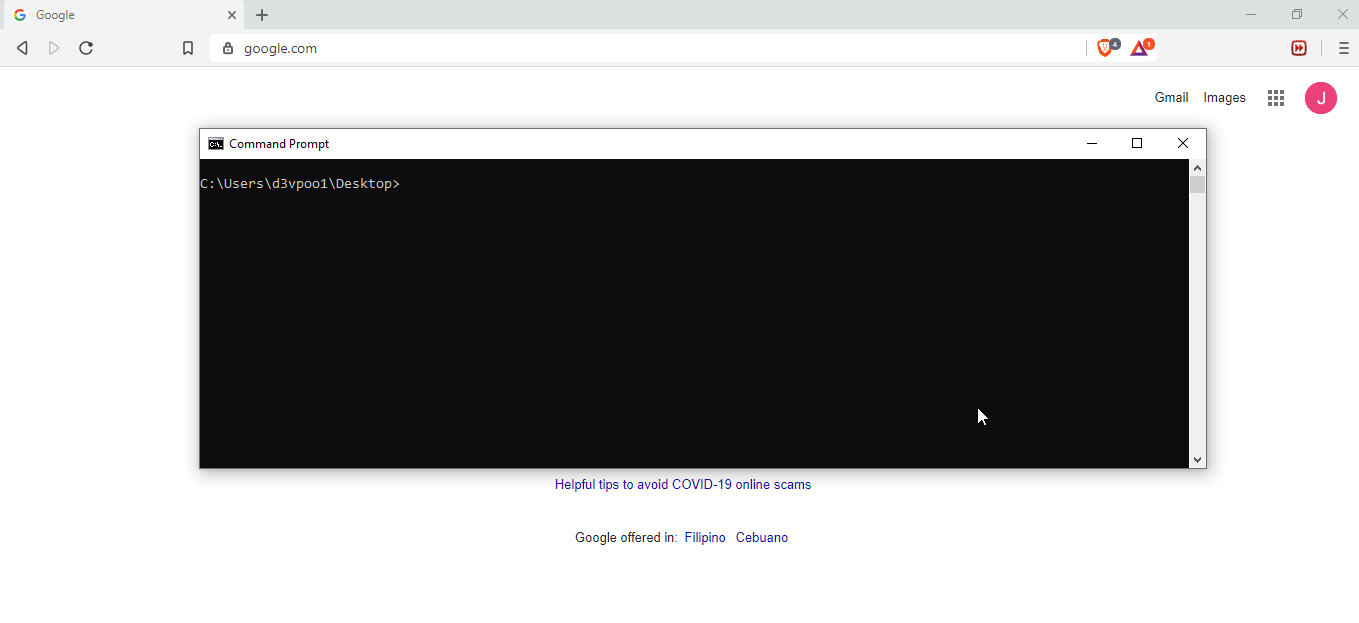 Google
google.com
4
1
Gmail Images
J
Command Prompt
C:\Users\d3vpoo1\Desktop>
Helpful tips to avoid COVID-19 online scams
Google offered in: Filipino Cebuano